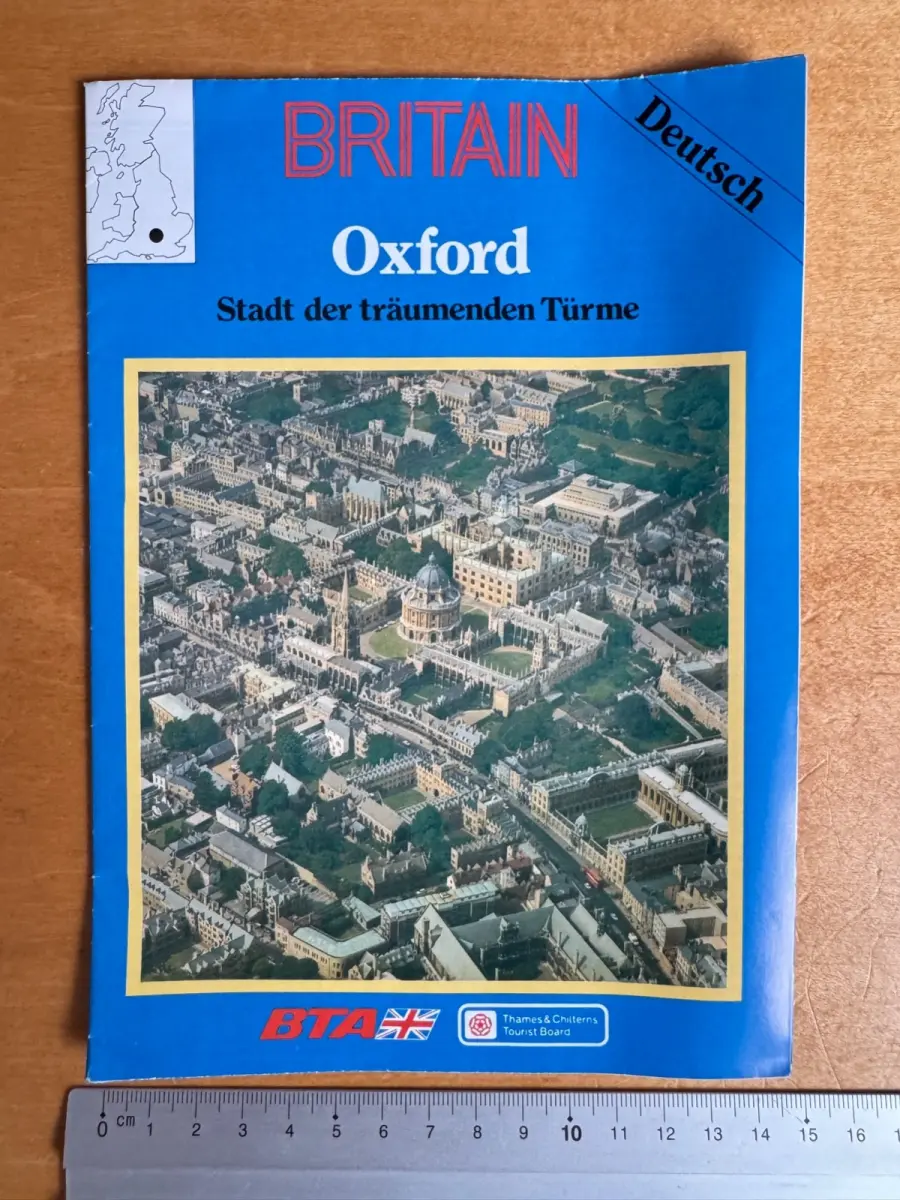 BRITAIN
Deutsch
Oxford
Stadt der träumenden Türme
BTA
Thames & Chilterns
Tourist Board
0 cm 1 2 3 4 5 6 7 8 9 10 11 12 13 14 15 16